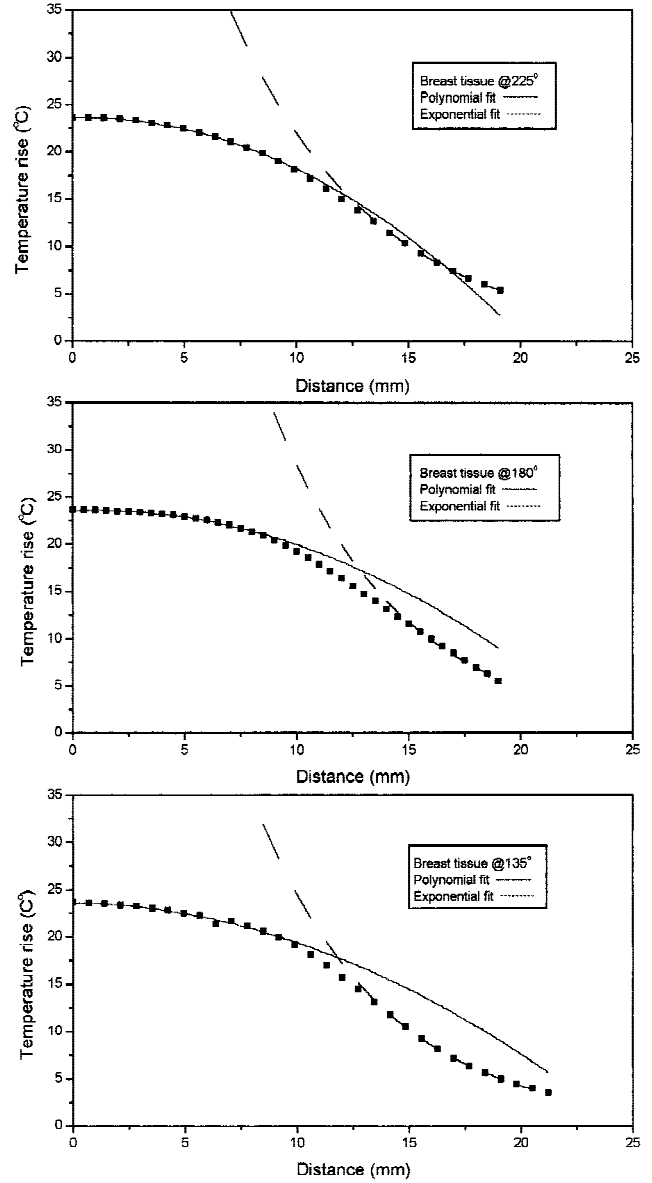 35
30
25
20
15
10
5
0
Temperature rise (°C)
Breast tissue @225°
Polynomial fit
Exponential fit
0 5 10 15 20 25
Distance (mm)
35
30
25
20
15
10
5
0
Temperature rise (°C)
Breast tissue @180°
Polynomial fit
Exponential fit
0 5 10 15 20 25
Distance (mm)
35
30
25
20
15
10
5
0
Temperature rise (C°)
Breast tissue @135°
Polynomial fit
Exponential fit
0 5 10 15 20 25
Distance (mm)